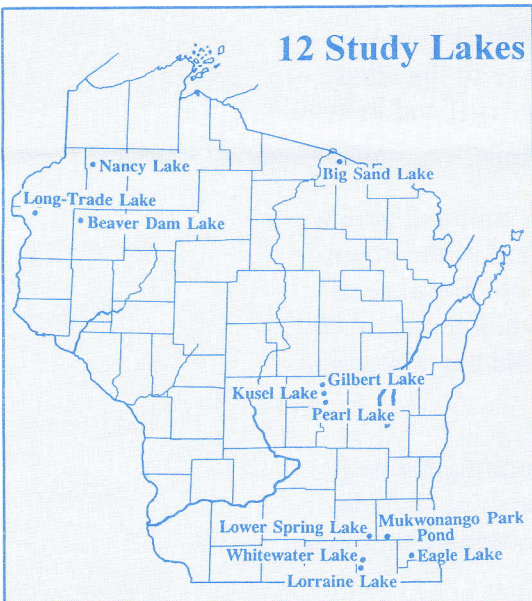 12 Study Lakes
Nancy Lake
Big Sand Lake
Long-Trade Lake
Beaver Dam Lake
Gilbert Lake
Kusel Lake
Pearl Lake
Lower Spring Lake
Mukwonango Park
Pond
Whitewater Lake
Eagle Lake
Lorraine Lake